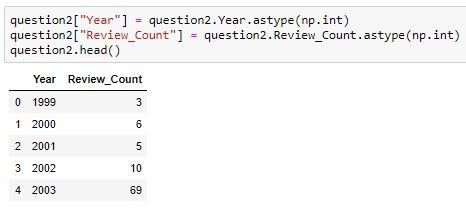 question2["Year"] = question2.Year.astype(np.int)
question2["Review_Count"] = question2.Review_Count.astype(np.int)
question2.head()
Year Review_Count
0 1999 3
1 2000 6
2 2001 5
3 2002 10
4 2003 69